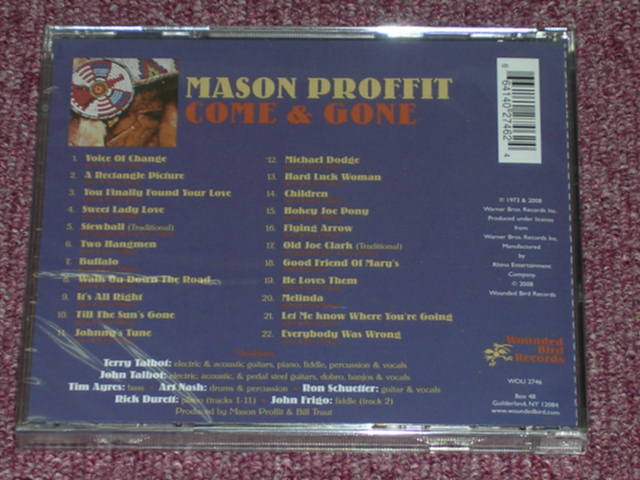 MASON PROFFIT
COME & GONE
6 64140 27462 4
1. Voice Of Change
2. A Rectangle Picture
3. You Finally Found Your Love
4. Sweet Lady Love
5. Stewball (Traditional)
6. Two Hangmen
7. Buffalo
8. Walk On Down The Road
9. It's All Right
10. Till The Sun's Gone
11. Johnny's Tune
12. Michael Dodge
13. Hard Luck Woman
14. Children
15. Hokey Joe Pony
16. Flying Arrow
17. Old Joe Clark (Traditional)
18. Good Friend Of Mary's
19. He Loves Them
20. Melinda
21. Let Me Know Where You're Going
22. Everybody Was Wrong
Terry Talbot: electric & acoustic guitars, piano, fiddle, percussion & vocals
John Talbot: electric, acoustic, & pedal steel guitars, dobro, banjos & vocals
Tim Ayres: bass • Art Nash: drums & percussion • Ron Schuetter: guitar & vocals
Rick Durett: piano (tracks 1-11) • John Frigo: fiddle (track 2)
Produced by Mason Proffit & Bill Traut
℗ 1973 & 2008
Warner Bros. Records Inc.
Produced under license
from
Warner Bros. Records Inc.
Manufactured
by
Rhino Entertainment
Company.
© 2008
Wounded Bird Records
Wounded
Bird
Records
WOU 2746
Box 48
Guilderland, NY 12084
www.woundedbird.com